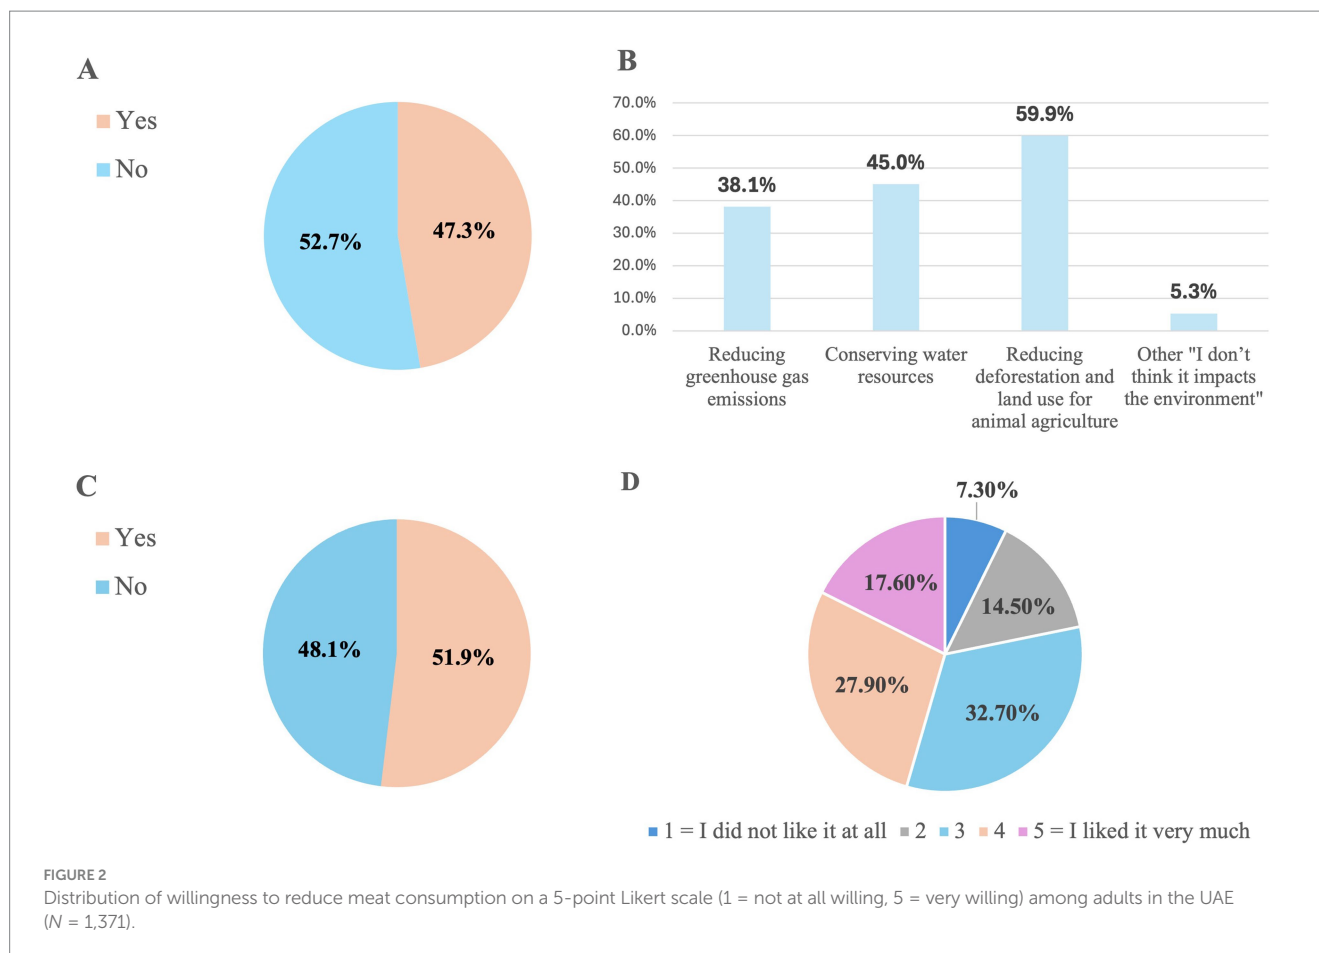 A
Yes
No
52.7%
47.3%
B
70.0%
60.0%
50.0%
40.0%
30.0%
20.0%
10.0%
0.0%
38.1%
45.0%
59.9%
5.3%
Reducing
greenhouse gas
emissions
Conserving water
resources
Reducing
deforestation and
land use for
animal agriculture
Other "I don’t
think it impacts
the environment"
C
Yes
No
48.1%
51.9%
D
7.30%
14.50%
32.70%
27.90%
17.60%
1 = I did not like it at all 2 3 4 5 = I liked it very much
FIGURE 2
Distribution of willingness to reduce meat consumption on a 5-point Likert scale (1 = not at all willing, 5 = very willing) among adults in the UAE
(N = 1,371).